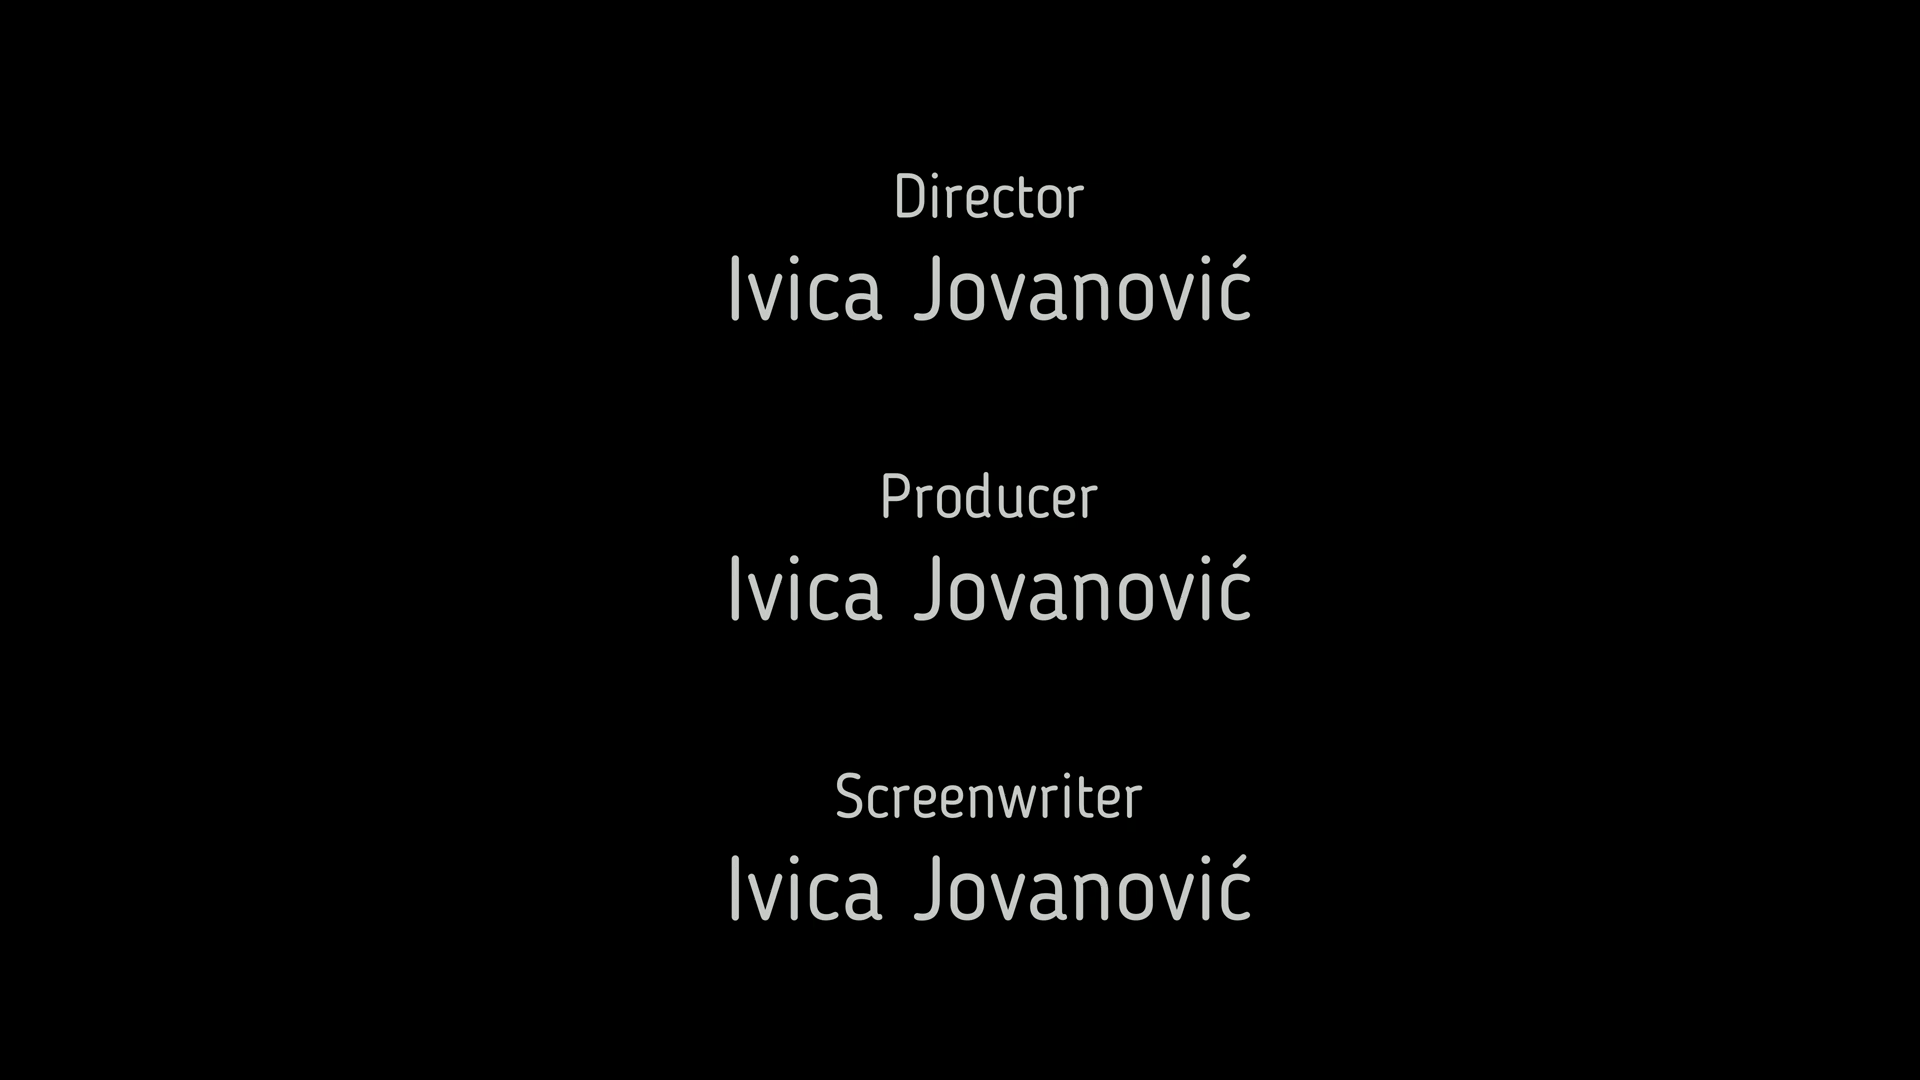 Director
Ivica Jovanović
Producer
Ivica Jovanović
Screenwriter
Ivica Jovanović